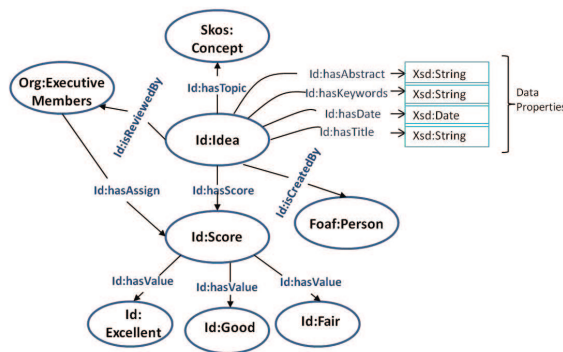 Skos:
Concept
Org:Executive
Members
Id:hasTopic
Id:hasAbstract
Xsd:String
Id:hasKeywords
Xsd:String
Id:hasDate
Xsd:Date
Id:hasTitle
Xsd:String
Data
Properties
Id:isReviewedBy
Id:Idea
Id:hasAssign
Id:hasScore
Id:isCreatedBy
Foaf:Person
Id:Score
Id:hasValue
Id:hasValue
Id:hasValue
Id:
Excellent
Id:Good
Id:Fair